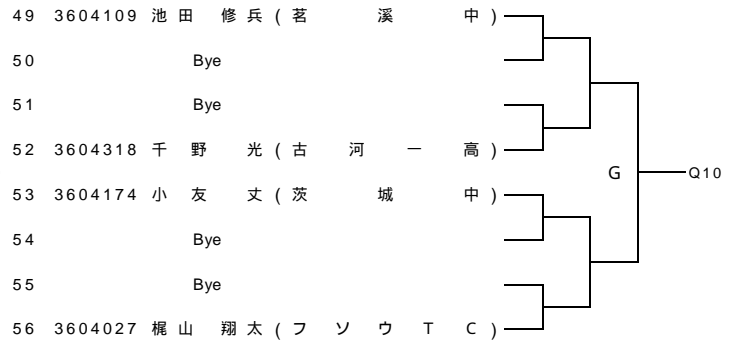 49 3604109 池田 修兵 (茗溪中)
50 Bye
51 Bye
52 3604318 千野 光 (古河一高)
G Q10
53 3604174 小友 丈 (茨城中)
54 Bye
55 Bye
56 3604027 梶山 翔太 (フソウTC)